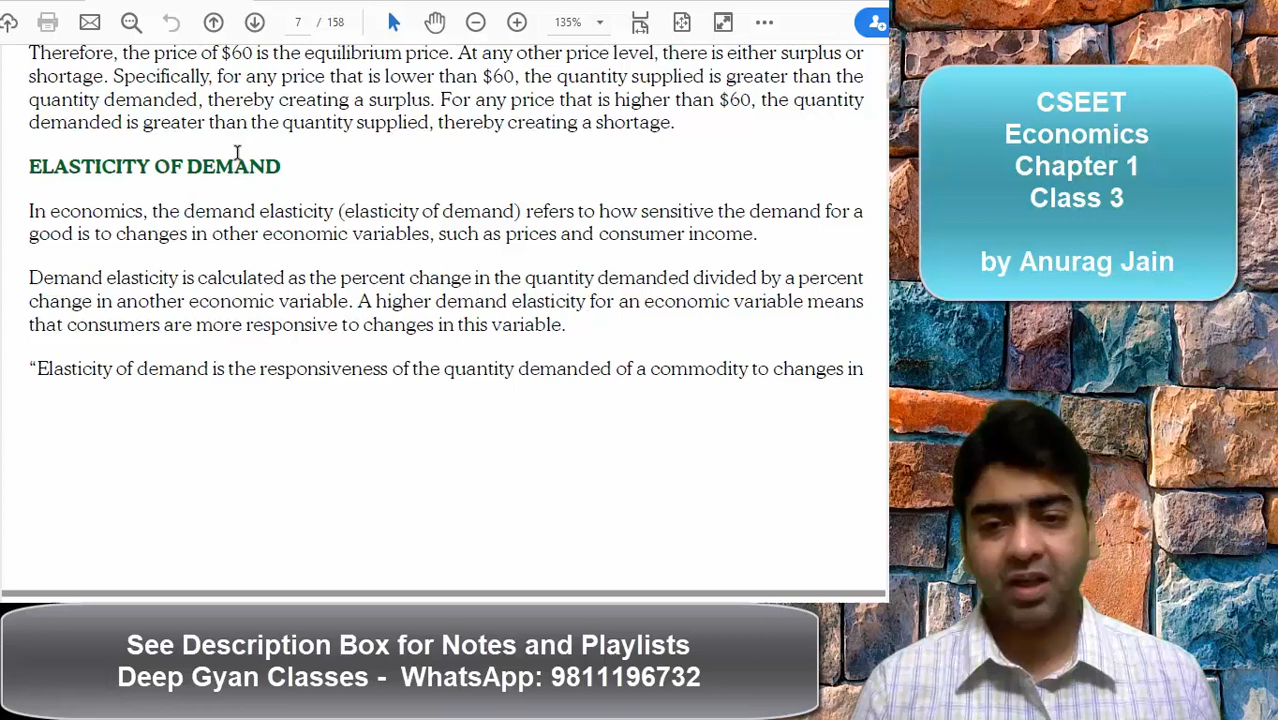 7 / 158
135%
Therefore, the price of $60 is the equilibrium price. At any other price level, there is either surplus or
shortage. Specifically, for any price that is lower than $60, the quantity supplied is greater than the
quantity demanded, thereby creating a surplus. For any price that is higher than $60, the quantity
demanded is greater than the quantity supplied, thereby creating a shortage.
ELASTICITY OF DEMAND
In economics, the demand elasticity (elasticity of demand) refers to how sensitive the demand for a
good is to changes in other economic variables, such as prices and consumer income.
Demand elasticity is calculated as the percent change in the quantity demanded divided by a percent
change in another economic variable. A higher demand elasticity for an economic variable means
that consumers are more responsive to changes in this variable.
“Elasticity of demand is the responsiveness of the quantity demanded of a commodity to changes in
CSEET
Economics
Chapter 1
Class 3
by Anurag Jain
See Description Box for Notes and Playlists
Deep Gyan Classes - WhatsApp: 9811196732